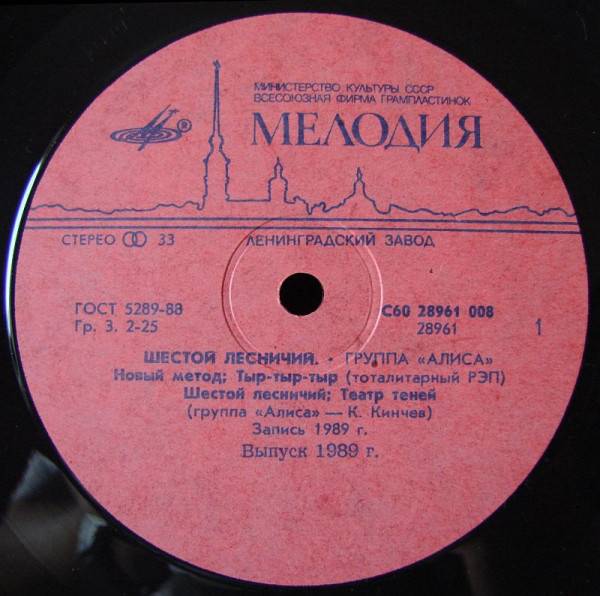 МИНИСТЕРСТВО КУЛЬТУРЫ СССР
ВСЕСОЮЗНАЯ ФИРМА ГРАМПЛАСТИНОК
МЕЛОДИЯ
®
СТЕРЕО 33 ЛЕНИНГРАДСКИЙ ЗАВОД
ГОСТ 5289-88 С60 28961 008
Гр. 3. 2-25 28961 1
ШЕСТОЙ ЛЕСНИЧИЙ. · ГРУППА «АЛИСА»
Новый метод; Тыр-тыр-тыр (тоталитарный РЭП)
Шестой лесничий; Театр теней
(группа «Алиса» — К. Кинчев)
Запись 1989 г.
Выпуск 1989 г.